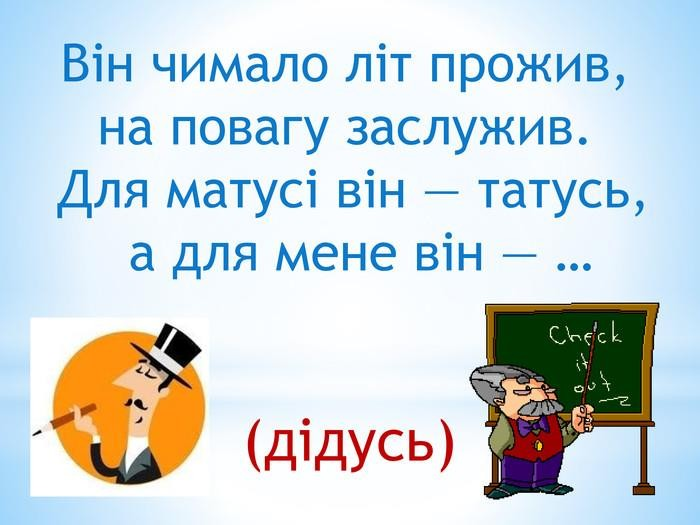 Він чимало літ прожив,
на повагу заслужив.
Для матусі він — татусь,
а для мене він — …
Check
it
out
(дідусь)